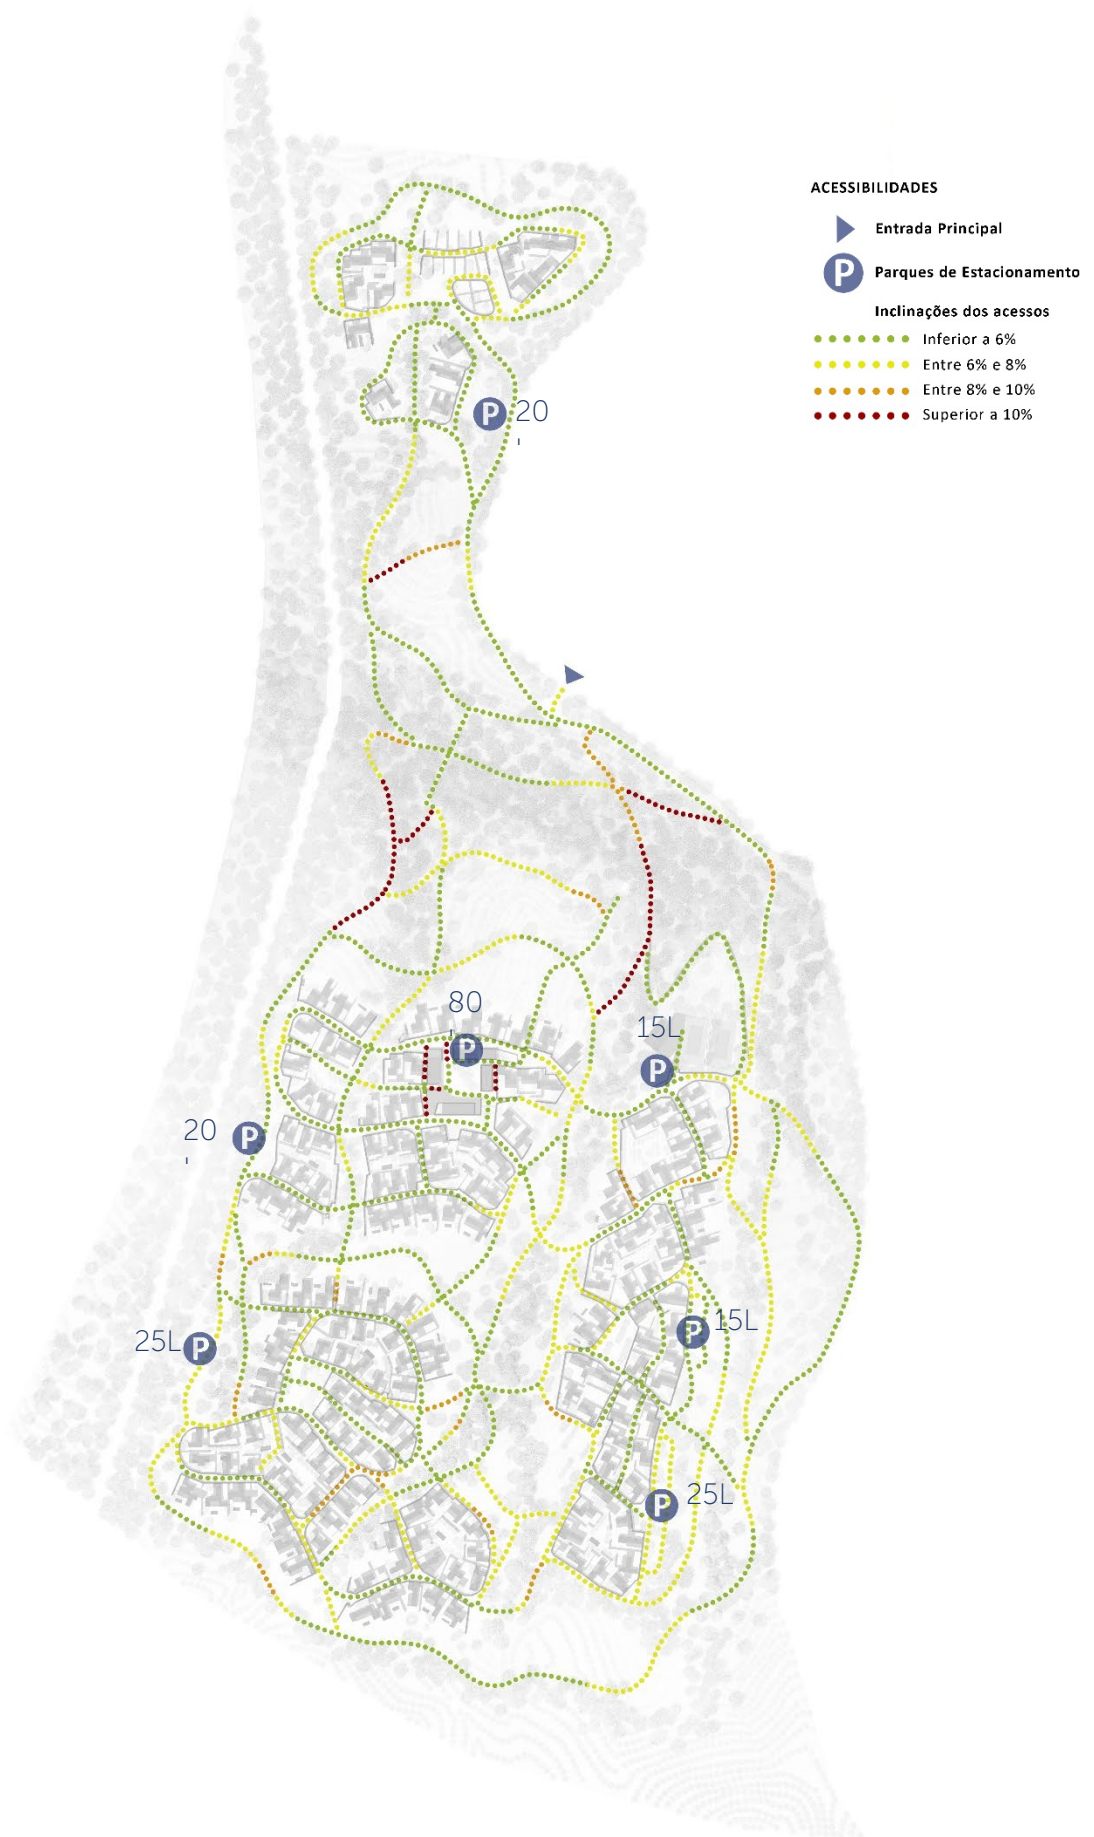 ACESSIBILIDADES
Entrada Principal
P Parques de Estacionamento
Inclinações dos acessos
Inferior a 6%
Entre 6% e 8%
Entre 8% e 10%
Superior a 10%
P 20
80
P
15L
P
20 P
25L P
P 15L
P 25L